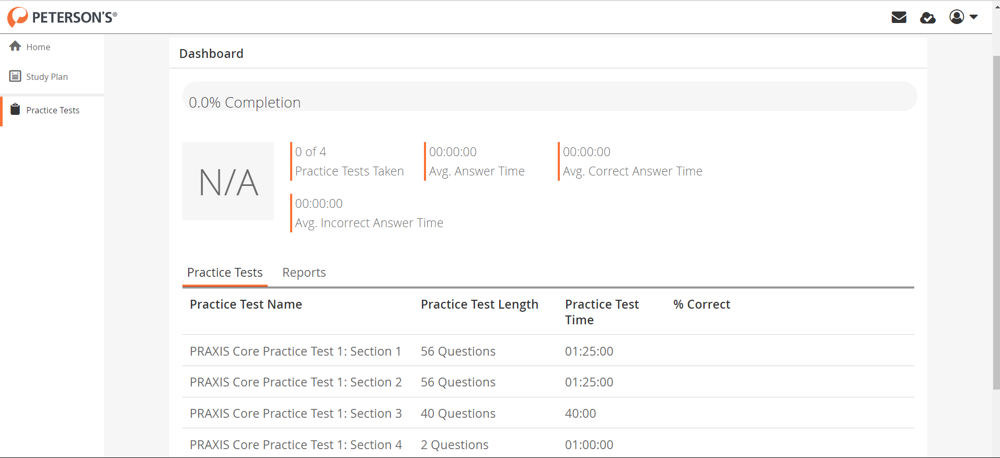 PETERSON'S®
Home
Study Plan
Practice Tests
Dashboard
0.0% Completion
N/A
0 of 4
Practice Tests Taken
00:00:00
Avg. Answer Time
00:00:00
Avg. Correct Answer Time
00:00:00
Avg. Incorrect Answer Time
Practice Tests Reports
Practice Test Name Practice Test Length Practice Test Time % Correct
PRAXIS Core Practice Test 1: Section 1 56 Questions 01:25:00
PRAXIS Core Practice Test 1: Section 2 56 Questions 01:25:00
PRAXIS Core Practice Test 1: Section 3 40 Questions 40:00
PRAXIS Core Practice Test 1: Section 4 2 Questions 01:00:00